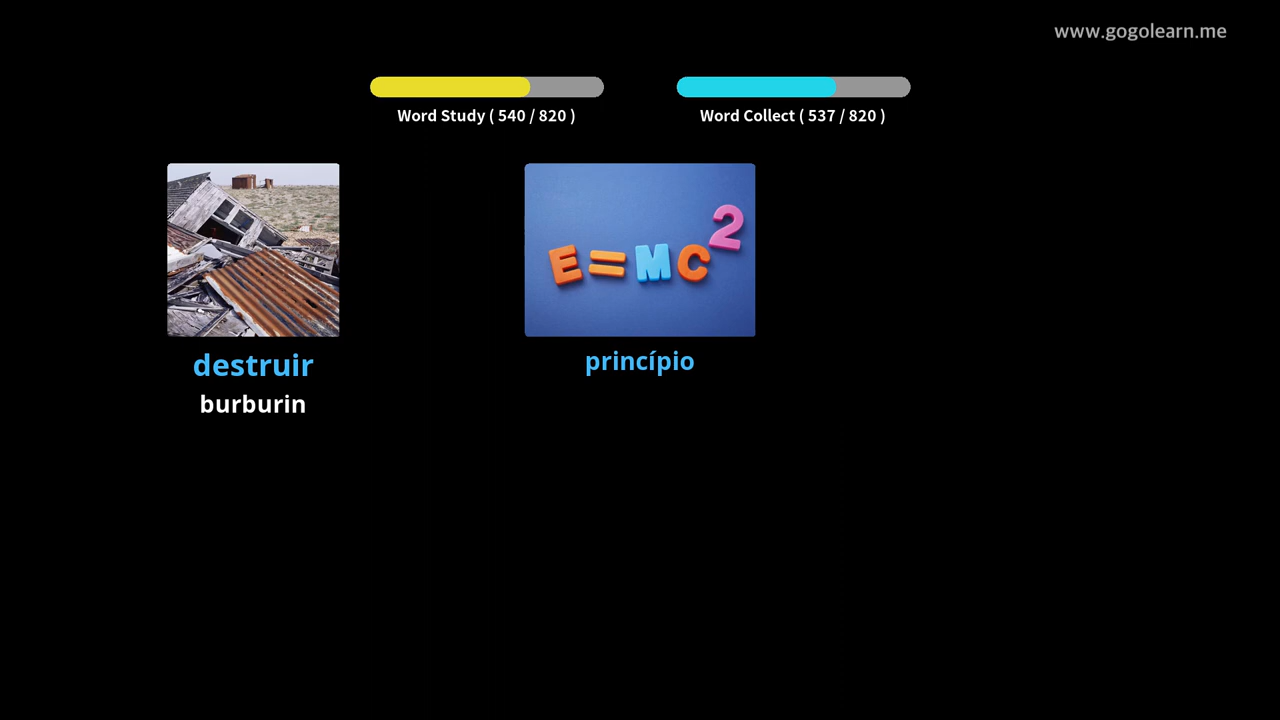 www.gogolearn.me
Word Study ( 540 / 820 )
Word Collect ( 537 / 820 )
E=MC2
destruir
burburin
princípio